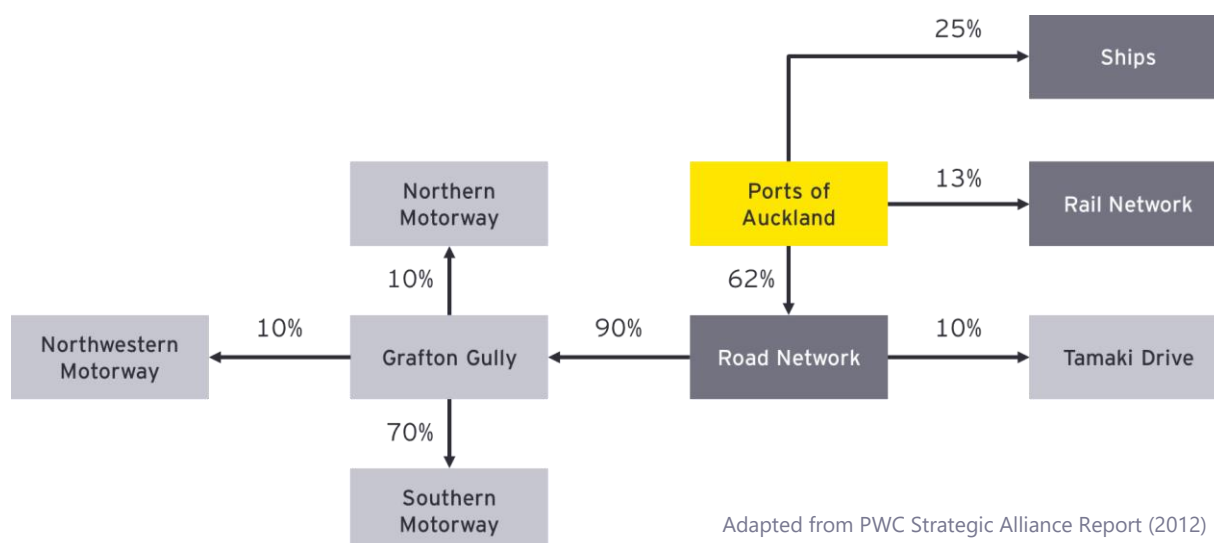 25%
Ships
Northern
Motorway
Ports of
Auckland
13%
Rail Network
10%
62%
Northwestern
Motorway
10%
Grafton Gully
90%
Road Network
10%
Tamaki Drive
70%
Southern
Motorway
Adapted from PWC Strategic Alliance Report (2012)